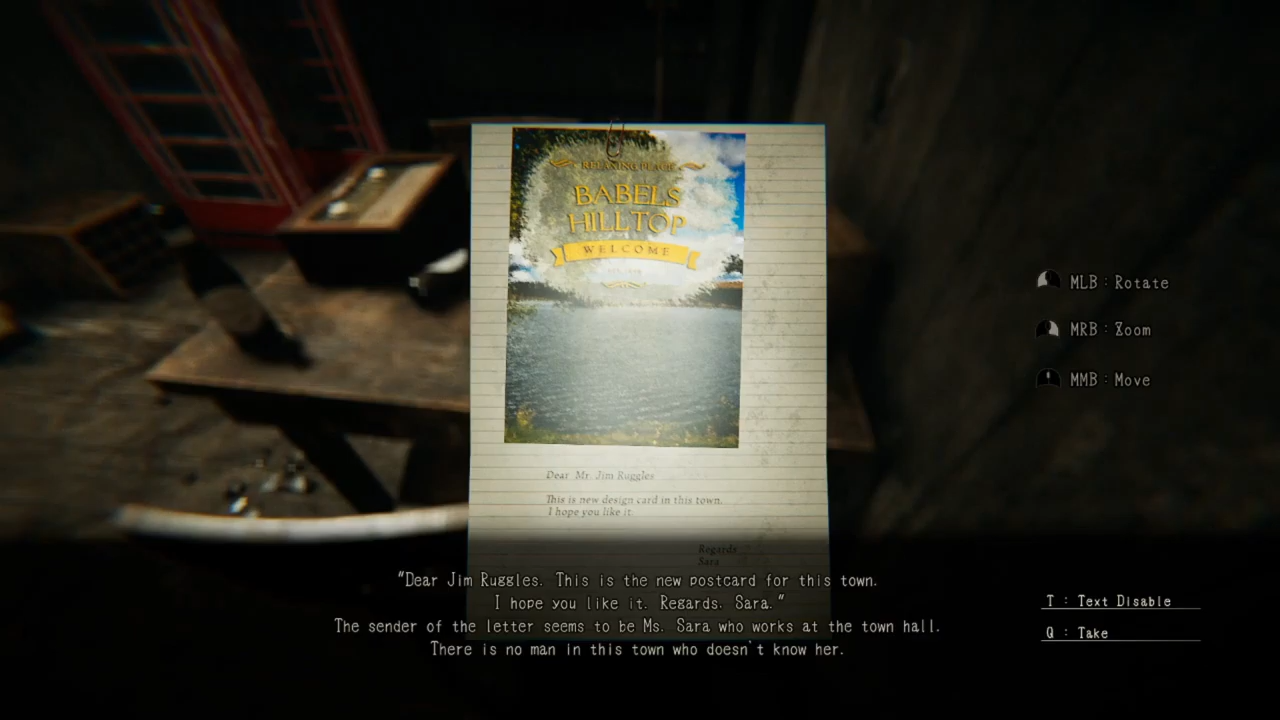 RELAXING PLACE
BABELS
HILLTOP
WELCOME
Dear Mr. Jim Ruggles
This is new design card in this town.
I hope you like it.
Regards
Sara
"Dear Jim Ruggles. This is the new postcard for this town.
I hope you like it. Regards. Sara."
The sender of the letter seems to be Ms. Sara who works at the town hall.
There is no man in this town who doesn't know her.
MLB : Rotate
MRB : Zoom
MMB : Move
T : Text Disable
Q : Take